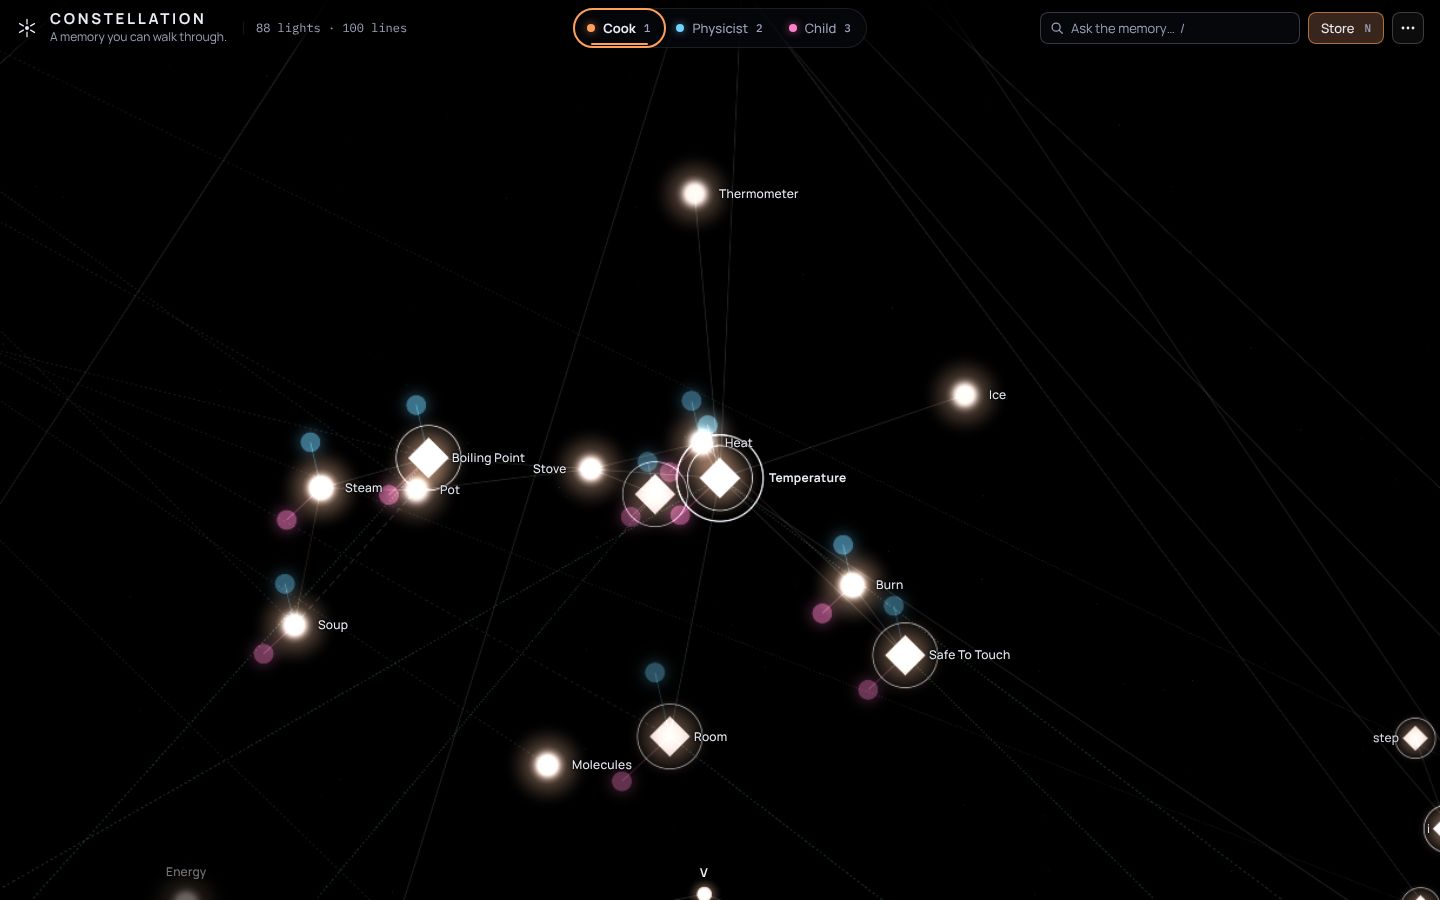 CONSTELLATION
A memory you can walk through.
88 lights · 100 lines
Cook 1
Physicist 2
Child 3
Ask the memory... /
Store N
Thermometer
Ice
Heat
Boiling Point
Stove
Temperature
Steam
Pot
Burn
Soup
Safe To Touch
Room
step
Molecules
i
Energy
V